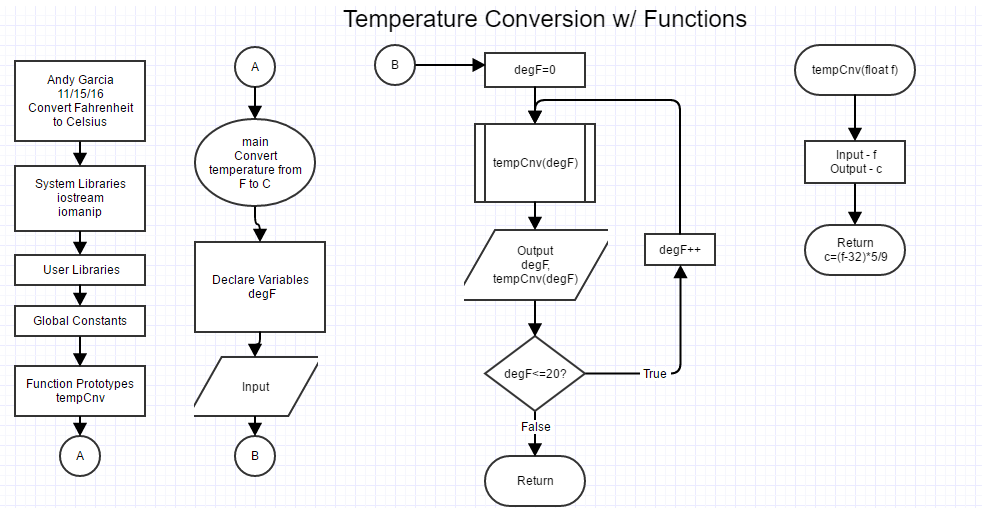 Temperature Conversion w/ Functions
Andy Garcia
11/15/16
Convert Fahrenheit
to Celsius
System Libraries
iostream
iomanip
User Libraries
Global Constants
Function Prototypes
tempCnv
A
A
main
Convert
temperature from
F to C
Declare Variables
degF
Input
B
B
degF=0
tempCnv(degF)
Output
degF,
tempCnv(degF)
degF<=20?
True
degF++
False
Return
tempCnv(float f)
Input - f
Output - c
Return
c=(f-32)*5/9